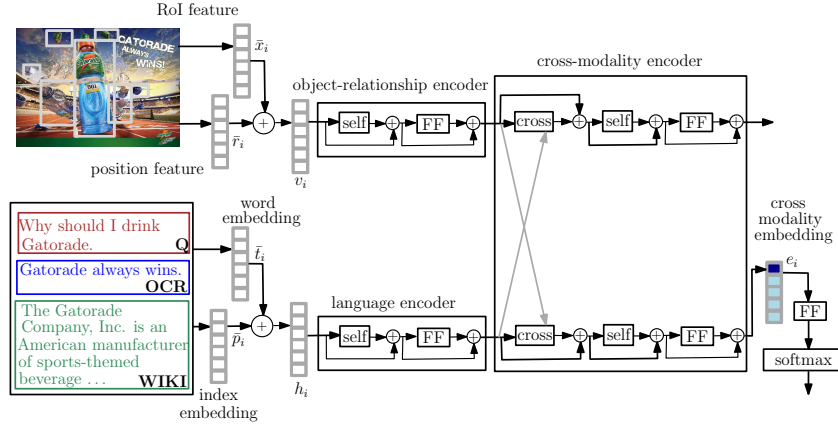 RoI feature
GATORADE
ALWAYS
WINS!
x̄ᵢ
object-relationship encoder
cross-modality encoder
self
FF
cross
self
FF
r̄ᵢ
position feature
vᵢ
word
embedding
cross
modality
embedding
Why should I drink
Gatorade.
Q
t̄ᵢ
eᵢ
Gatorade always wins.
OCR
language encoder
The Gatorade
Company, Inc. is an
American manufacturer
of sports-themed
beverage ...
WIKI
p̄ᵢ
self
FF
cross
self
FF
FF
softmax
hᵢ
index
embedding